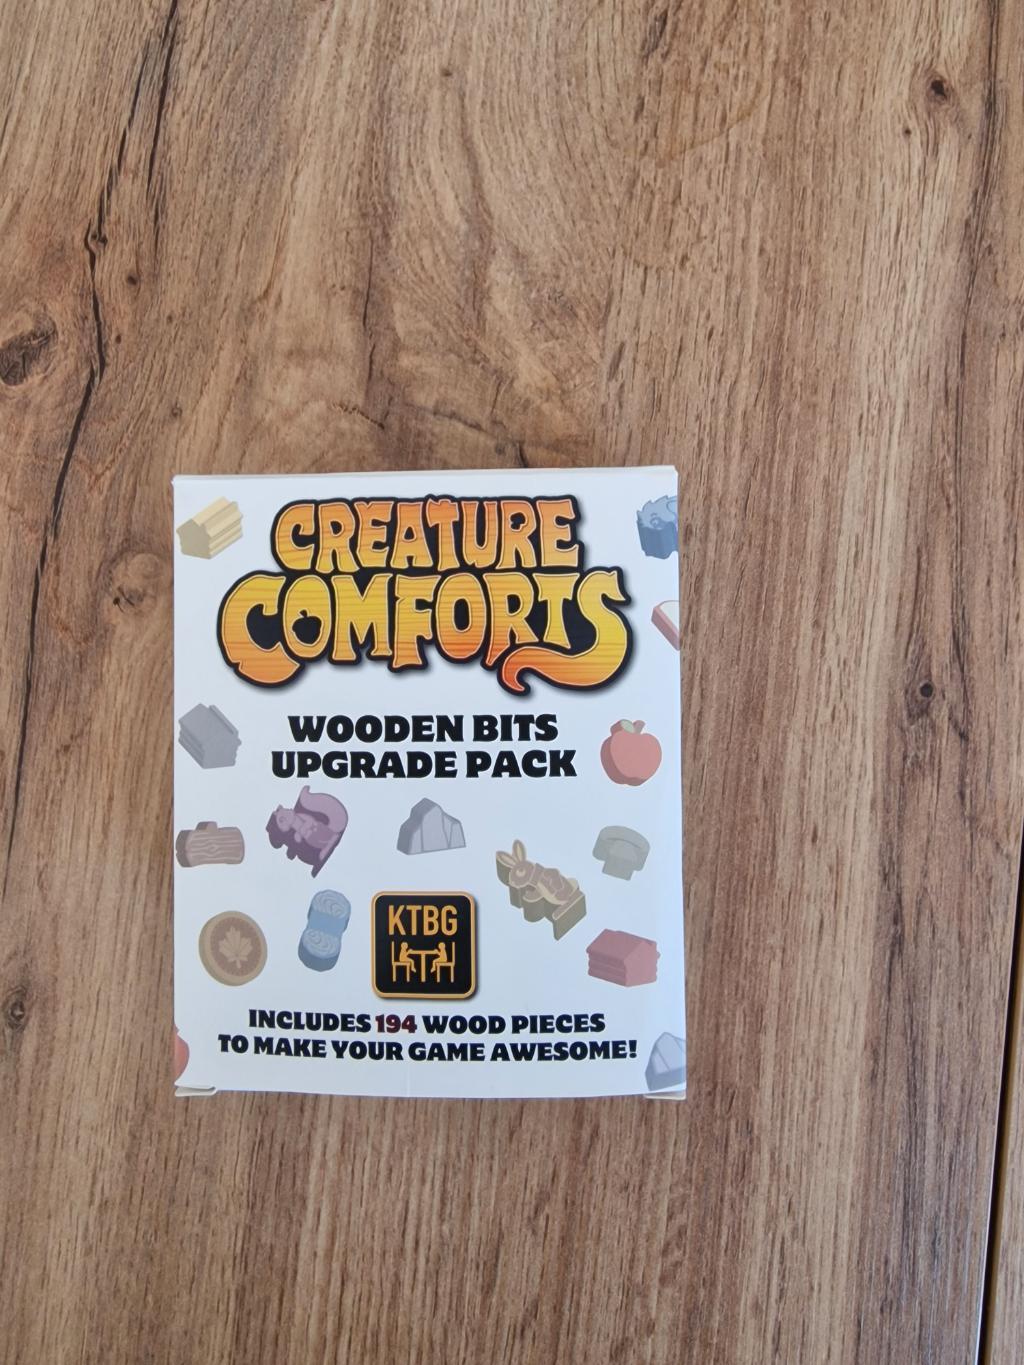 CREATURE
COMFORTS
WOODEN BITS
UPGRADE PACK
KTBG
INCLUDES 194 WOOD PIECES
TO MAKE YOUR GAME AWESOME!